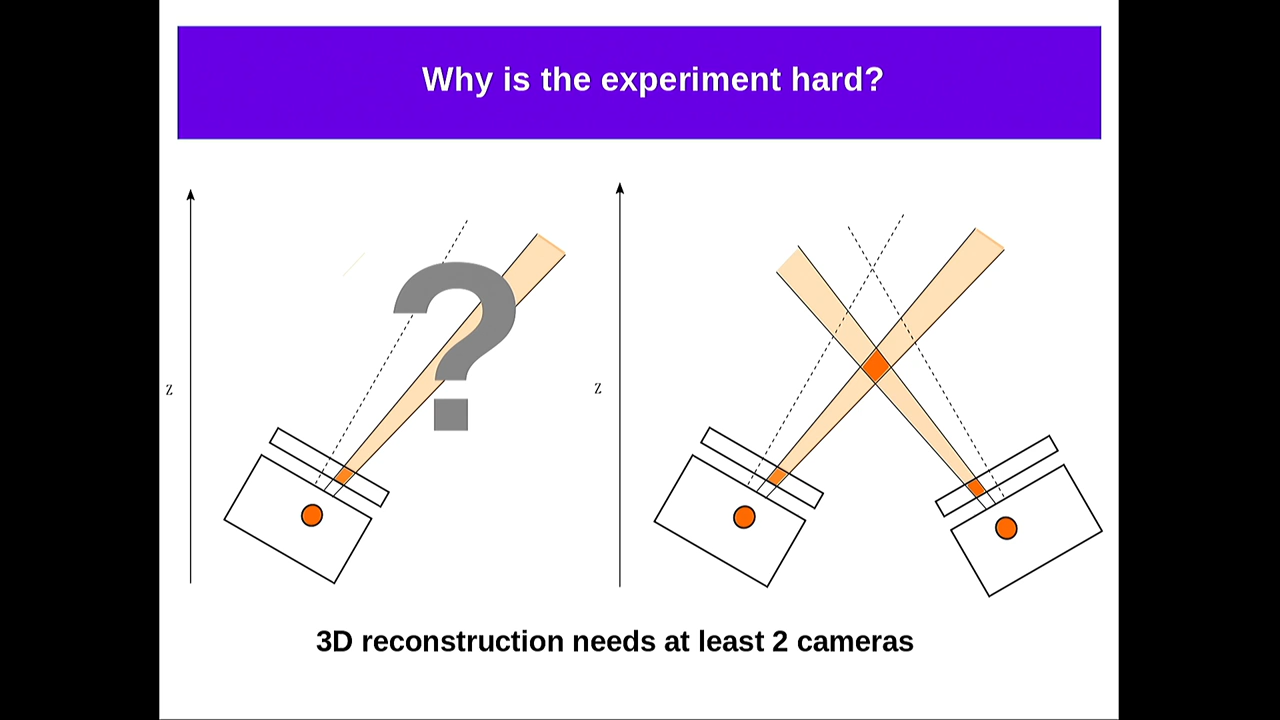 Why is the experiment hard?
z
z
?
3D reconstruction needs at least 2 cameras